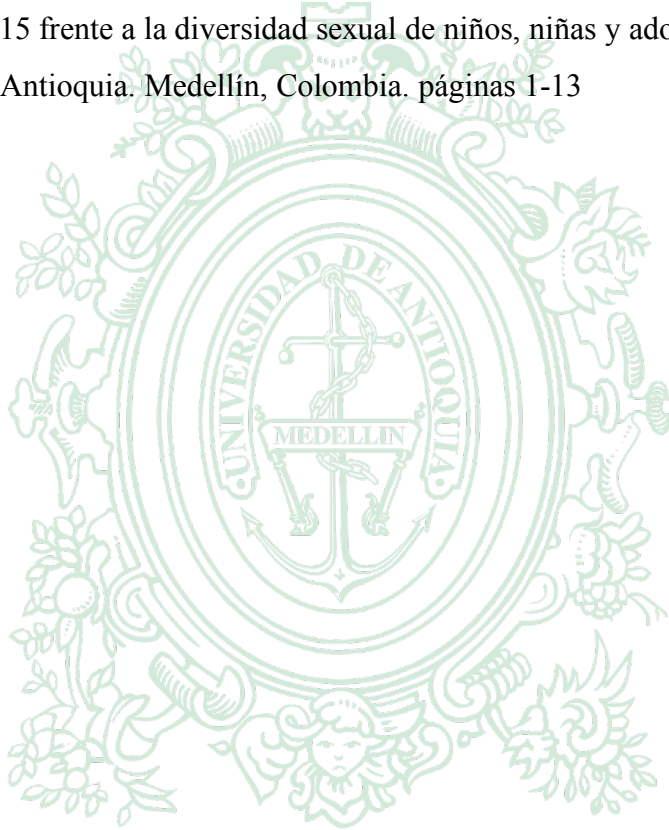 15 frente a la diversidad sexual de niños, niñas y ado
Antioquia. Medellín, Colombia. páginas 1-13
UNIVERSIDAD DE ANTIOQUIA
MEDELLIN